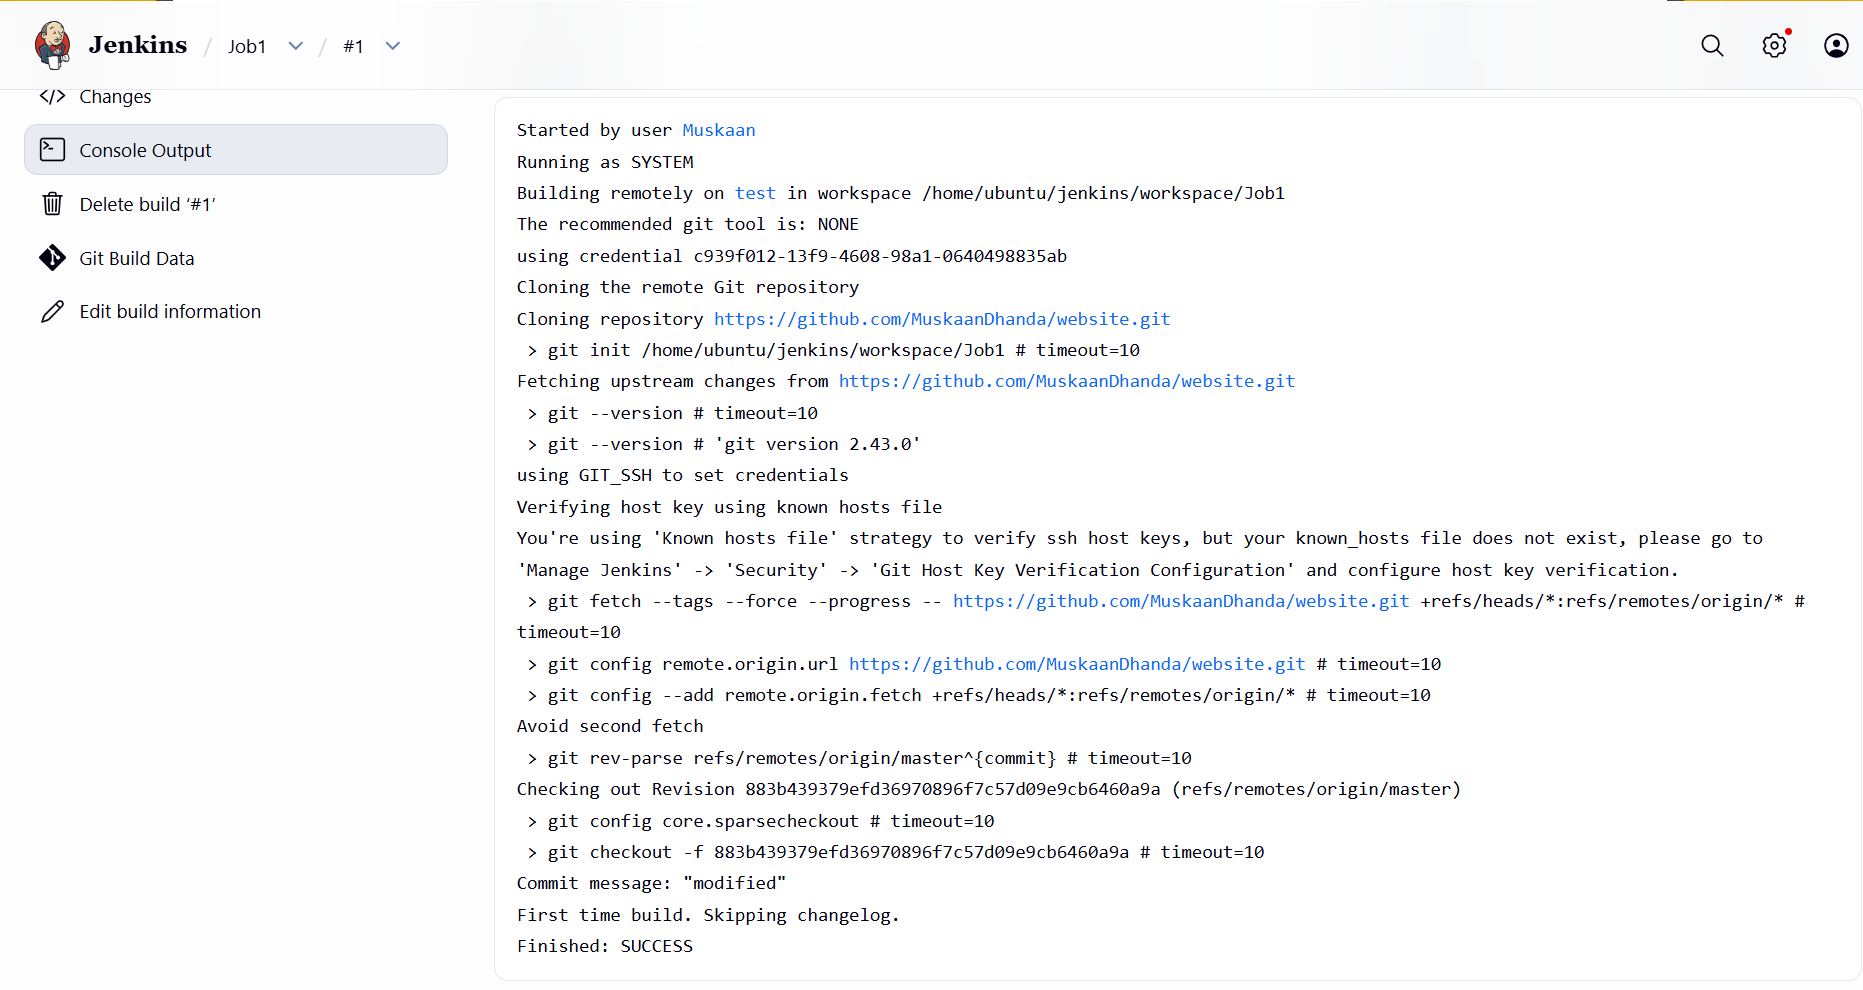 Jenkins / Job1 / #1
Changes
Console Output
Delete build ‘#1’
Git Build Data
Edit build information
Started by user Muskaan
Running as SYSTEM
Building remotely on test in workspace /home/ubuntu/jenkins/workspace/Job1
The recommended git tool is: NONE
using credential c939f012-13f9-4608-98a1-0640498835ab
Cloning the remote Git repository
Cloning repository https://github.com/MuskaanDhanda/website.git
 > git init /home/ubuntu/jenkins/workspace/Job1 # timeout=10
Fetching upstream changes from https://github.com/MuskaanDhanda/website.git
 > git --version # timeout=10
 > git --version # 'git version 2.43.0'
using GIT_SSH to set credentials
Verifying host key using known hosts file
You're using 'Known hosts file' strategy to verify ssh host keys, but your known_hosts file does not exist, please go to
'Manage Jenkins' -> 'Security' -> 'Git Host Key Verification Configuration' and configure host key verification.
 > git fetch --tags --force --progress -- https://github.com/MuskaanDhanda/website.git +refs/heads/*:refs/remotes/origin/* #
timeout=10
 > git config remote.origin.url https://github.com/MuskaanDhanda/website.git # timeout=10
 > git config --add remote.origin.fetch +refs/heads/*:refs/remotes/origin/* # timeout=10
Avoid second fetch
 > git rev-parse refs/remotes/origin/master^{commit} # timeout=10
Checking out Revision 883b439379efd36970896f7c57d09e9cb6460a9a (refs/remotes/origin/master)
 > git config core.sparsecheckout # timeout=10
 > git checkout -f 883b439379efd36970896f7c57d09e9cb6460a9a # timeout=10
Commit message: "modified"
First time build. Skipping changelog.
Finished: SUCCESS